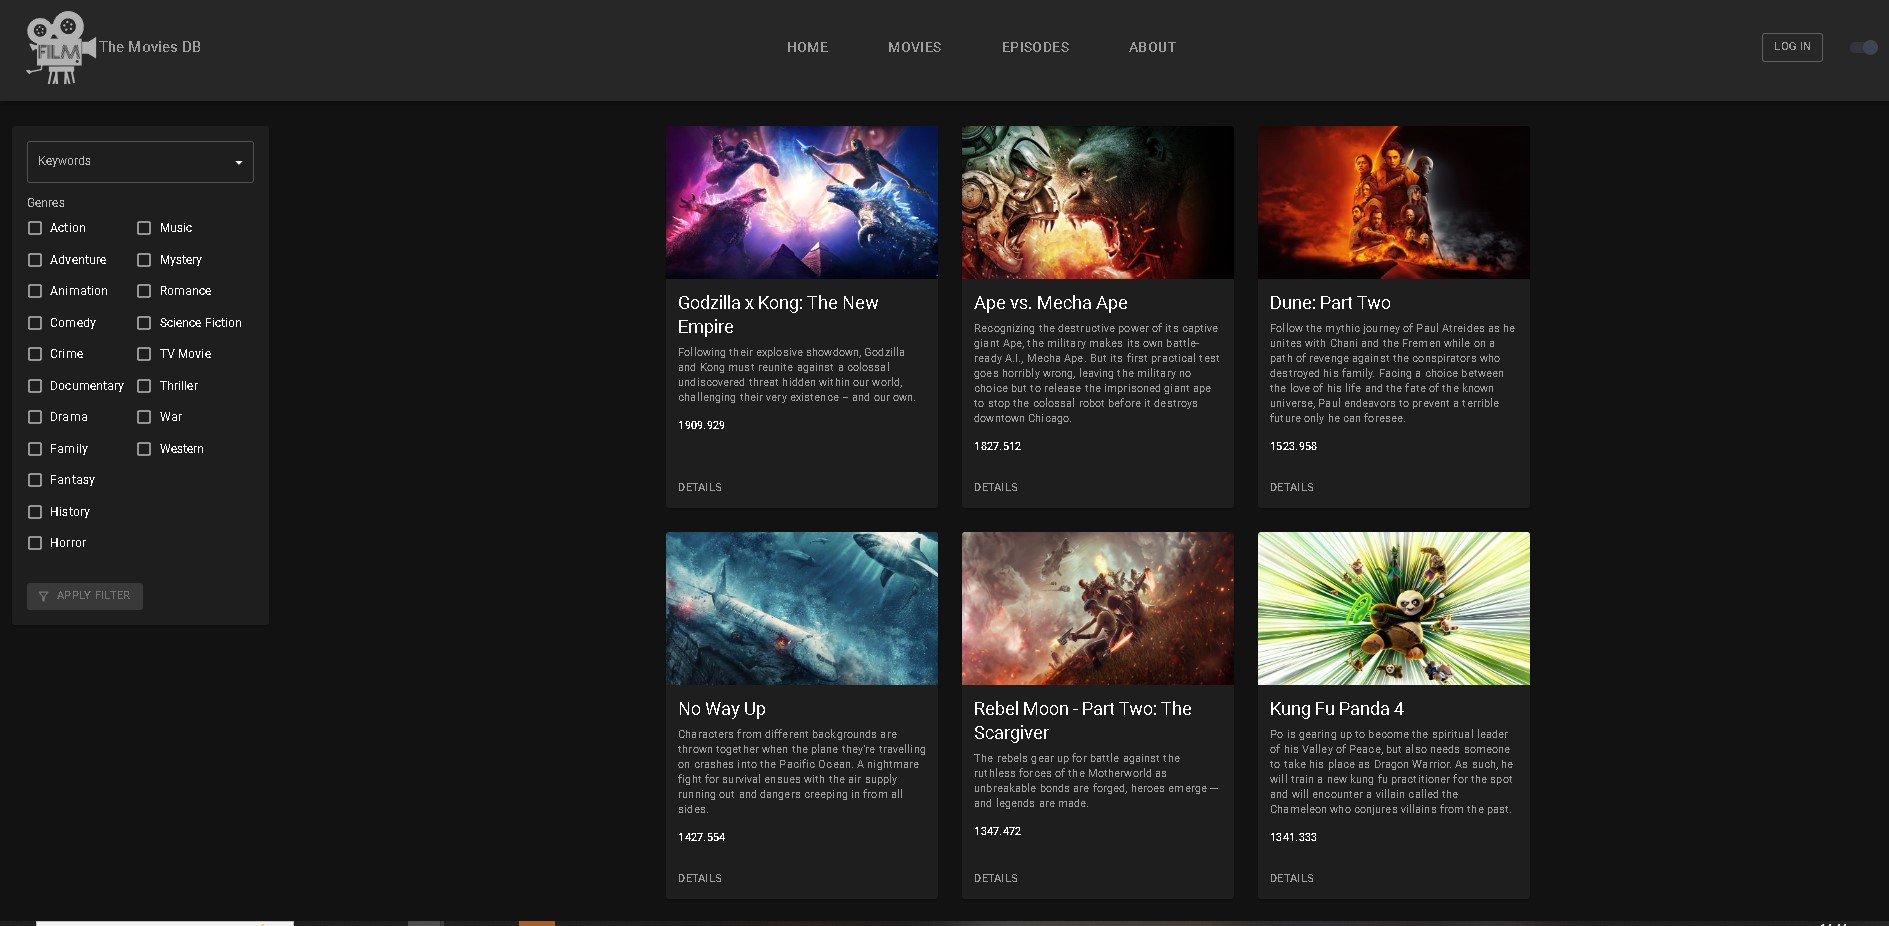 FILM
The Movies DB
HOME
MOVIES
EPISODES
ABOUT
LOG IN
Keywords
Genres
Action
Music
Adventure
Mystery
Animation
Romance
Comedy
Science Fiction
Crime
TV Movie
Documentary
Thriller
Drama
War
Family
Western
Fantasy
History
Horror
APPLY FILTER
Godzilla x Kong: The New
Empire
Following their explosive showdown, Godzilla
and Kong must reunite against a colossal
undiscovered threat hidden within our world,
challenging their very existence – and our own.
1909.929
DETAILS
Ape vs. Mecha Ape
Recognizing the destructive power of its captive
giant Ape, the military makes its own battle-
ready A.I., Mecha Ape. But its first practical test
goes horribly wrong, leaving the military no
choice but to release the imprisoned giant ape
to stop the colossal robot before it destroys
downtown Chicago.
1827.512
DETAILS
Dune: Part Two
Follow the mythic journey of Paul Atreides as he
unites with Chani and the Fremen while on a
path of revenge against the conspirators who
destroyed his family. Facing a choice between
the love of his life and the fate of the known
universe, Paul endeavors to prevent a terrible
future only he can foresee.
1523.958
DETAILS
No Way Up
Characters from different backgrounds are
thrown together when the plane they're travelling
on crashes into the Pacific Ocean. A nightmare
fight for survival ensues with the air supply
running out and dangers creeping in from all
sides.
1427.554
DETAILS
Rebel Moon - Part Two: The
Scargiver
The rebels gear up for battle against the
ruthless forces of the Motherworld as
unbreakable bonds are forged, heroes emerge —
and legends are made.
1347.472
DETAILS
Kung Fu Panda 4
Po is gearing up to become the spiritual leader
of his Valley of Peace, but also needs someone
to take his place as Dragon Warrior. As such, he
will train a new kung fu practitioner for the spot
and will encounter a villain called the
Chameleon who conjures villains from the past.
1341.333
DETAILS